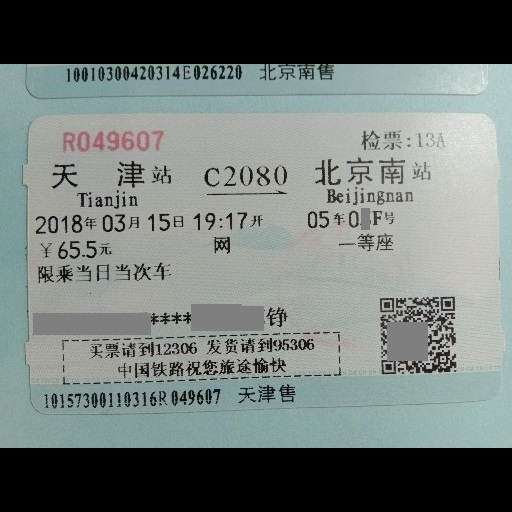 10010300420314E026220 北京南售
R049607 检票:13A
天津站 C2080 北京南站
Tianjin Beijingnan
2018年03月15日19:17开 05车0 F号
￥65.5元 网 一等座
限乘当日当次车
**** 铮
买票请到12306 发货请到95306
中国铁路祝您旅途愉快
10157300110316R049607 天津售